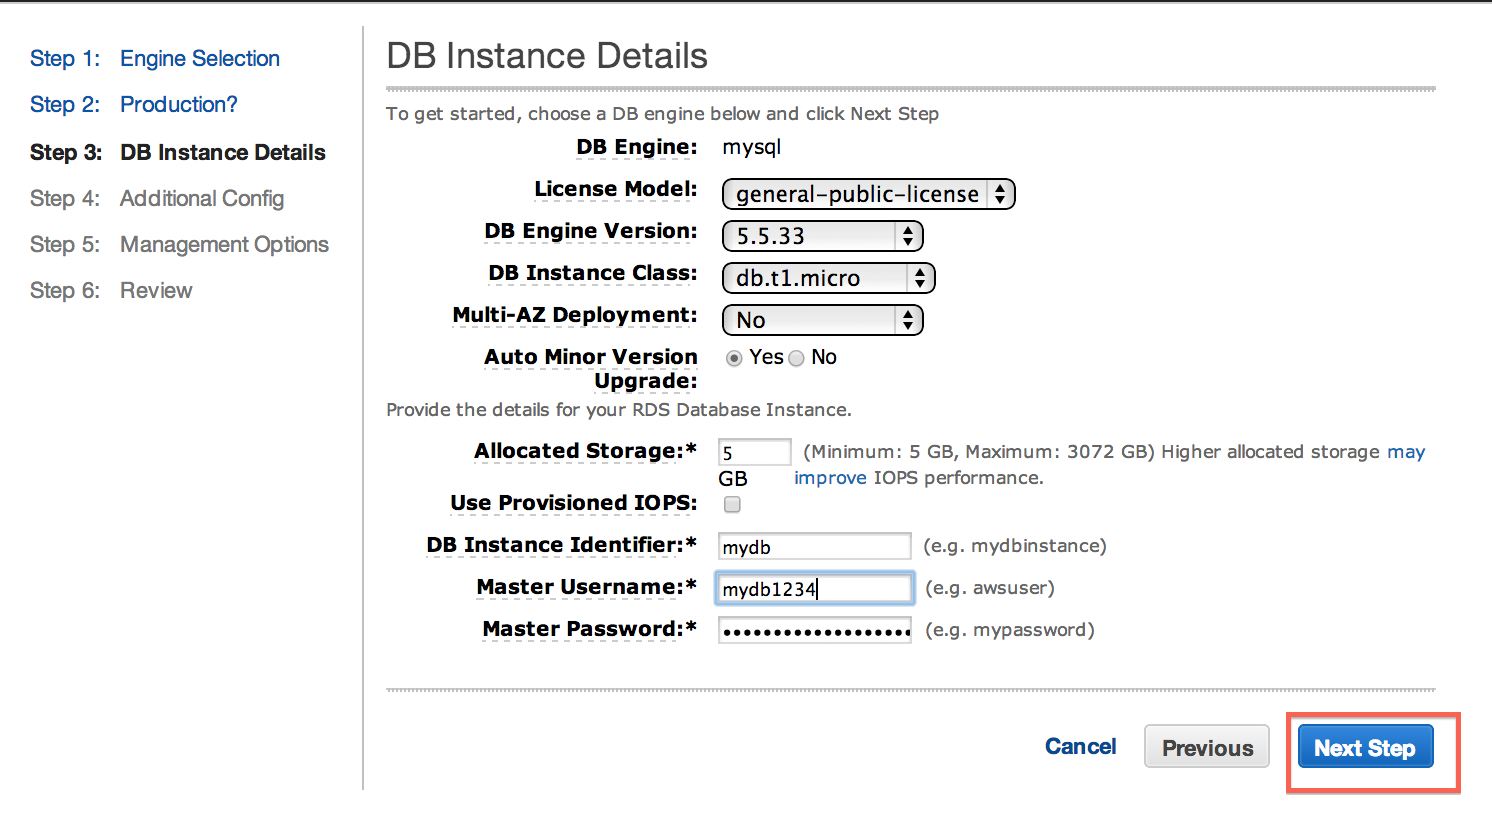 Step 1: Engine Selection
Step 2: Production?
Step 3: DB Instance Details
Step 4: Additional Config
Step 5: Management Options
Step 6: Review
DB Instance Details
To get started, choose a DB engine below and click Next Step
DB Engine: mysql
License Model: general-public-license
DB Engine Version: 5.5.33
DB Instance Class: db.t1.micro
Multi-AZ Deployment: No
Auto Minor Version Yes No
Upgrade:
Provide the details for your RDS Database Instance.
Allocated Storage:* 5 (Minimum: 5 GB, Maximum: 3072 GB) Higher allocated storage may
GB improve IOPS performance.
Use Provisioned IOPS:
DB Instance Identifier:* mydb (e.g. mydbinstance)
Master Username:* mydb1234 (e.g. awsuser)
Master Password:* (e.g. mypassword)
Cancel Previous Next Step